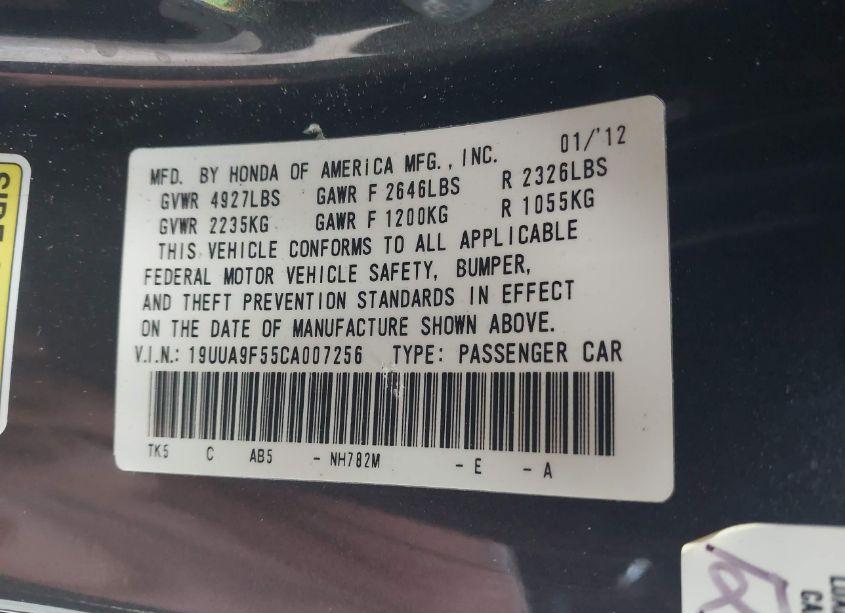 MFD. BY HONDA OF AMERICA MFG., INC. 01/'12
GVWR 4927LBS GAWR F 2646LBS R 2326LBS
GVWR 2235KG GAWR F 1200KG R 1055KG
THIS VEHICLE CONFORMS TO ALL APPLICABLE
FEDERAL MOTOR VEHICLE SAFETY, BUMPER,
AND THEFT PREVENTION STANDARDS IN EFFECT
ON THE DATE OF MANUFACTURE SHOWN ABOVE.
V.I.N.: 19UUA9F55CA007256 TYPE: PASSENGER CAR
TK5 C AB5 - NH782M - E - A
SIDE